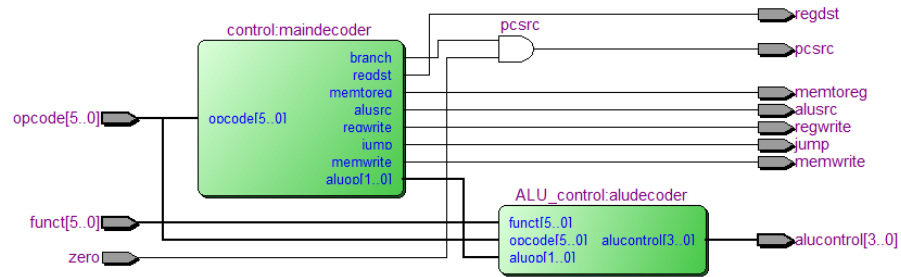 control:maindecoder
pcsrc
regdst
branch
regdst
pcsrc
memtoreg
memtoreg
opcode[5..0]
opcode[5..0]
alusrc
alusrc
regwrite
regwrite
jump
jump
memwrite
memwrite
aluop[1..0]
ALU_control:aludecoder
funct[5..0]
funct[5..0]
opcode[5..0]
alucontrol[3..0]
alucontrol[3..0]
zero
aluop[1..0]